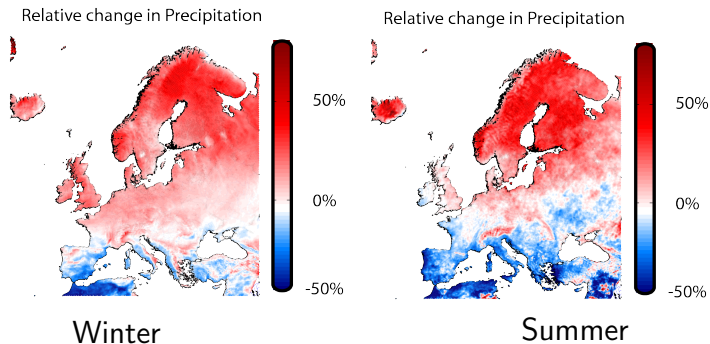 Relative change in Precipitation
50%
0%
-50%
Winter
Relative change in Precipitation
50%
0%
-50%
Summer